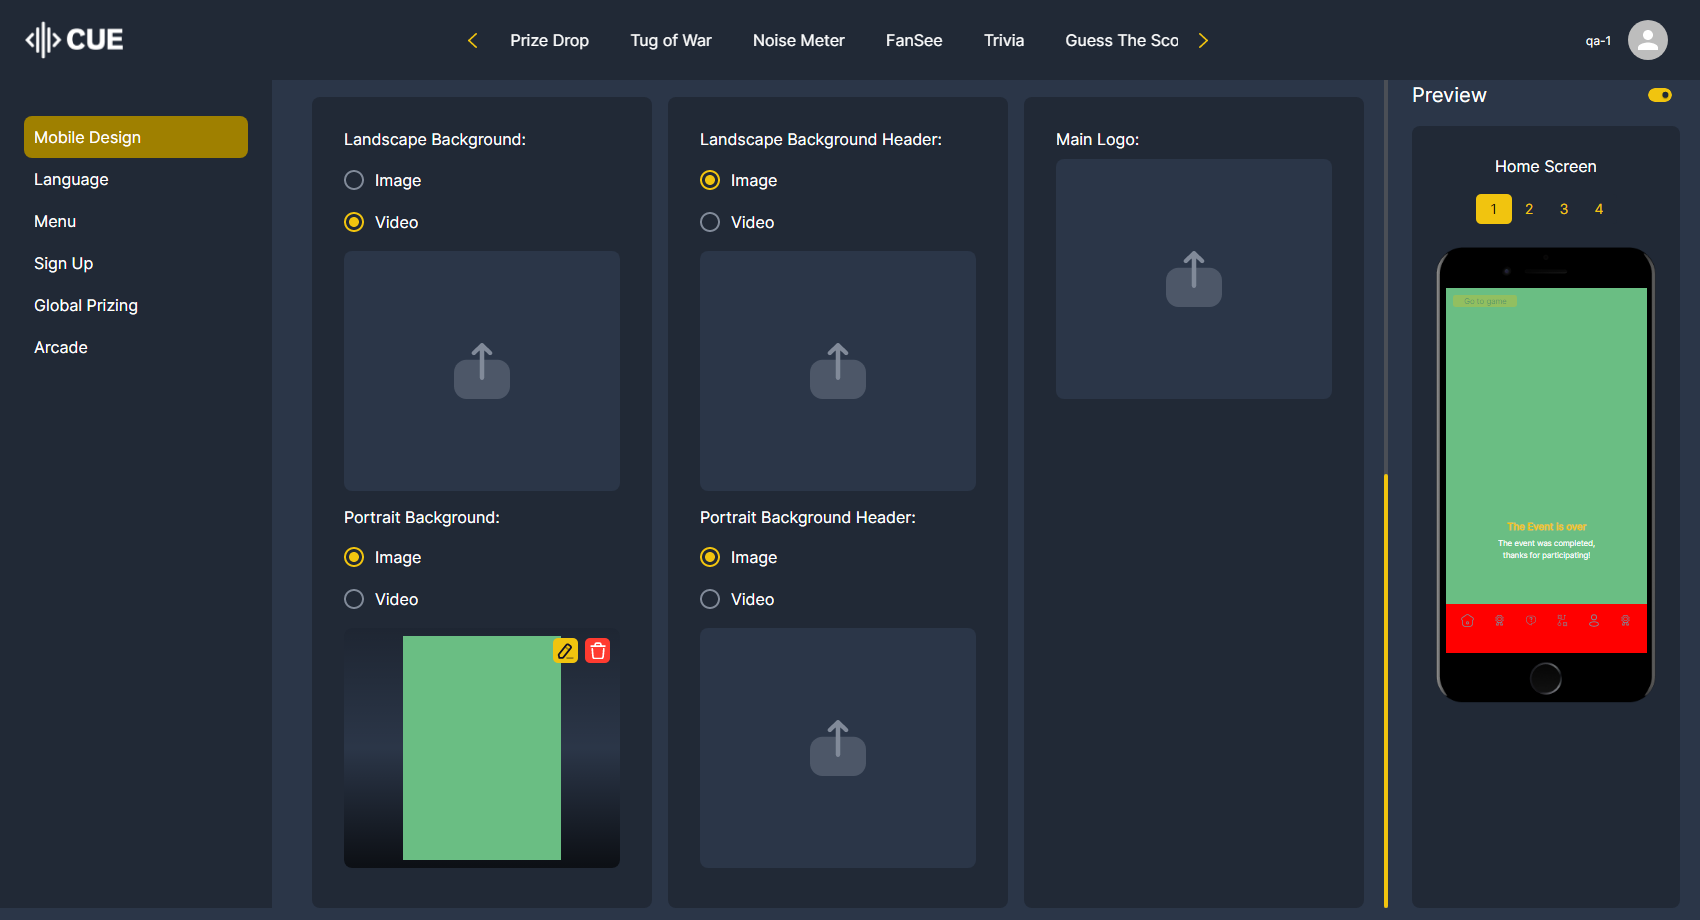 CUE
Prize Drop
Tug of War
Noise Meter
FanSee
Trivia
Guess The Sco
qa-1
Mobile Design
Language
Menu
Sign Up
Global Prizing
Arcade
Landscape Background:
Image
Video
Portrait Background:
Image
Video
Landscape Background Header:
Image
Video
Portrait Background Header:
Image
Video
Main Logo:
Preview
Home Screen
1 2 3 4
Go to game
The Event is over
The event was completed,
thanks for participating!